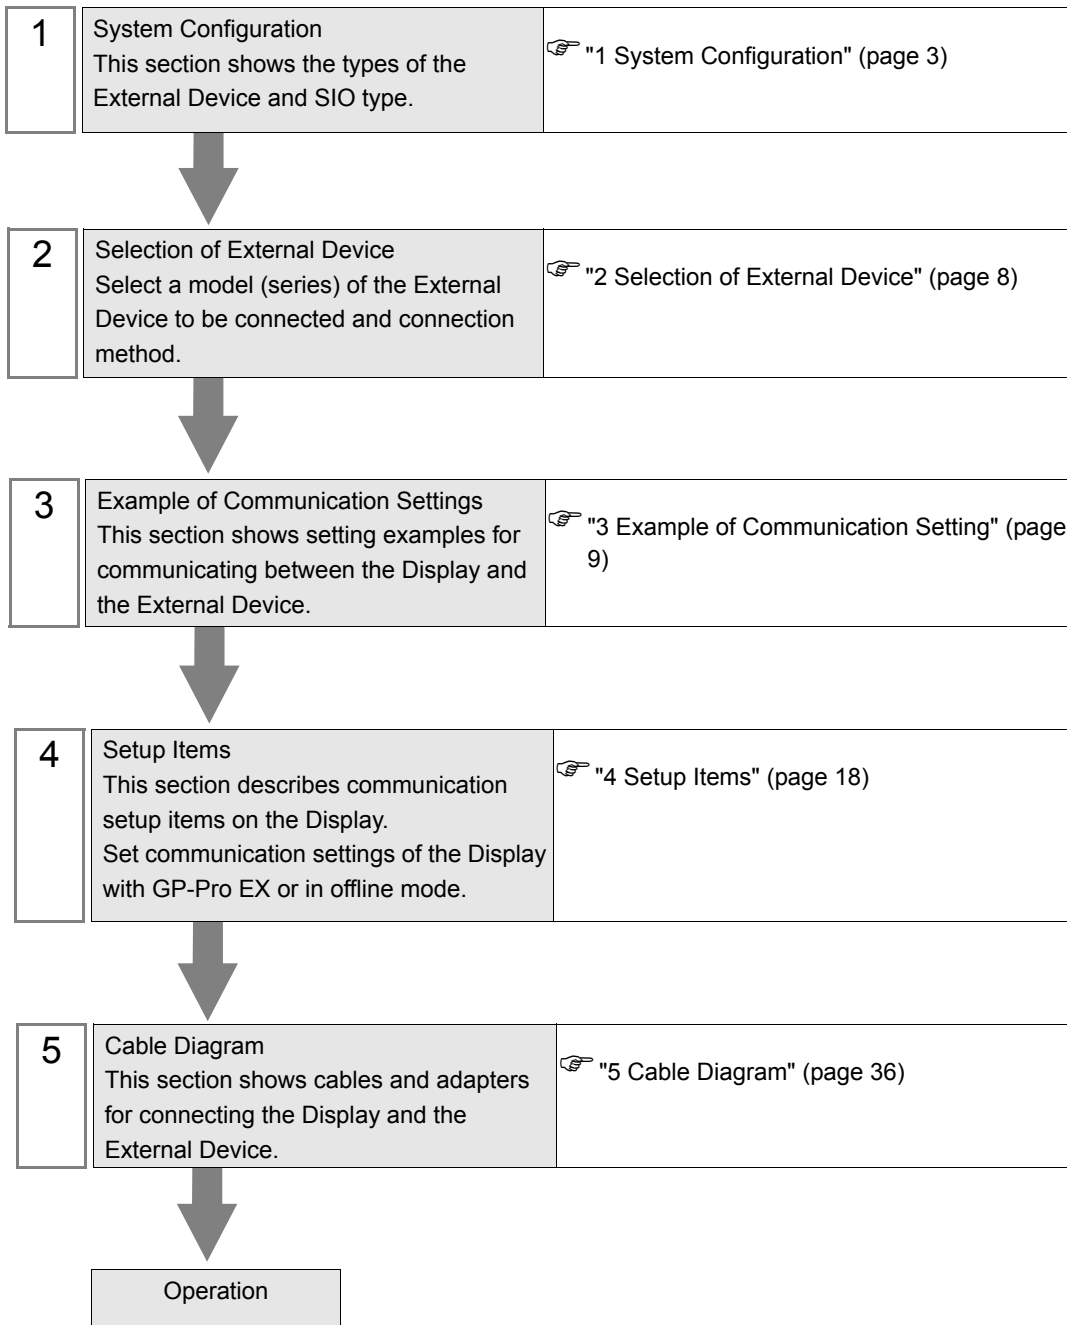 1
System Configuration
This section shows the types of the
External Device and SIO type.
"1 System Configuration" (page 3)
2
Selection of External Device
Select a model (series) of the External
Device to be connected and connection
method.
"2 Selection of External Device" (page 8)
3
Example of Communication Settings
This section shows setting examples for
communicating between the Display and
the External Device.
"3 Example of Communication Setting" (page
9)
4
Setup Items
This section describes communication
setup items on the Display.
Set communication settings of the Display
with GP-Pro EX or in offline mode.
"4 Setup Items" (page 18)
5
Cable Diagram
This section shows cables and adapters
for connecting the Display and the
External Device.
"5 Cable Diagram" (page 36)
Operation